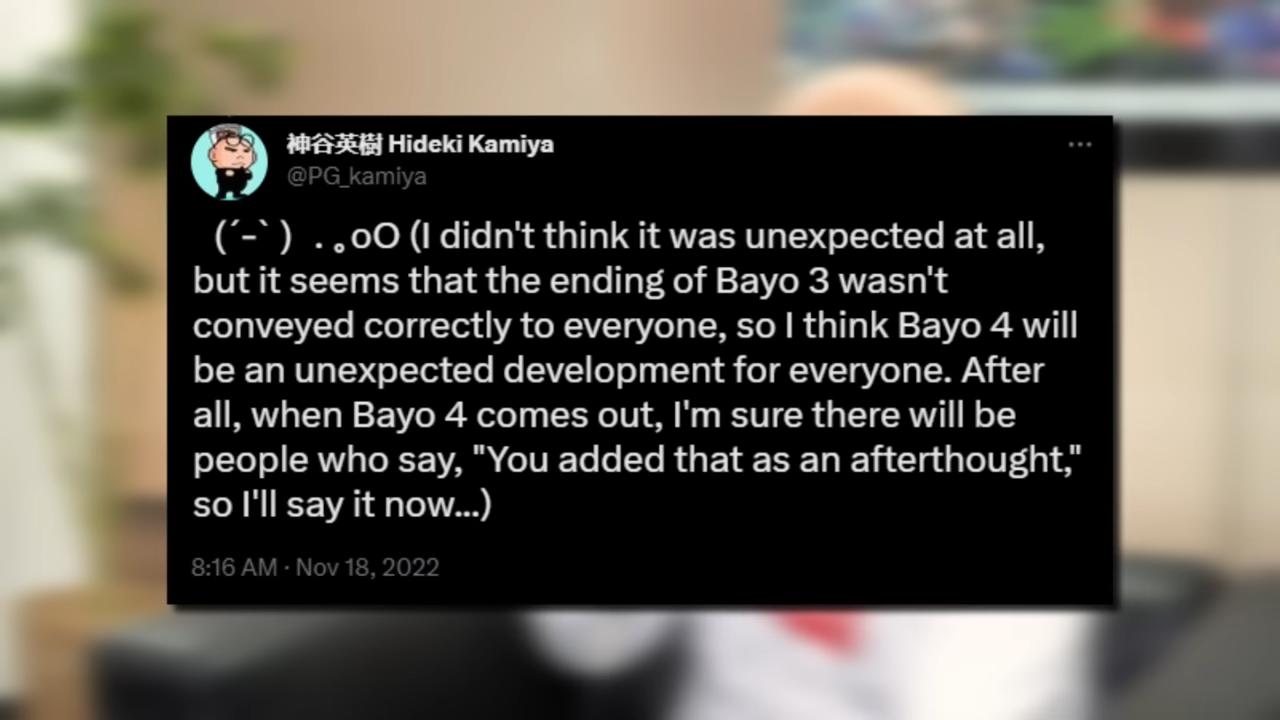 神谷英樹 Hideki Kamiya
@PG_kamiya
(´-`) .｡oO (I didn't think it was unexpected at all,
but it seems that the ending of Bayo 3 wasn't
conveyed correctly to everyone, so I think Bayo 4 will
be an unexpected development for everyone. After
all, when Bayo 4 comes out, I'm sure there will be
people who say, "You added that as an afterthought,"
so I'll say it now...)
8:16 AM · Nov 18, 2022